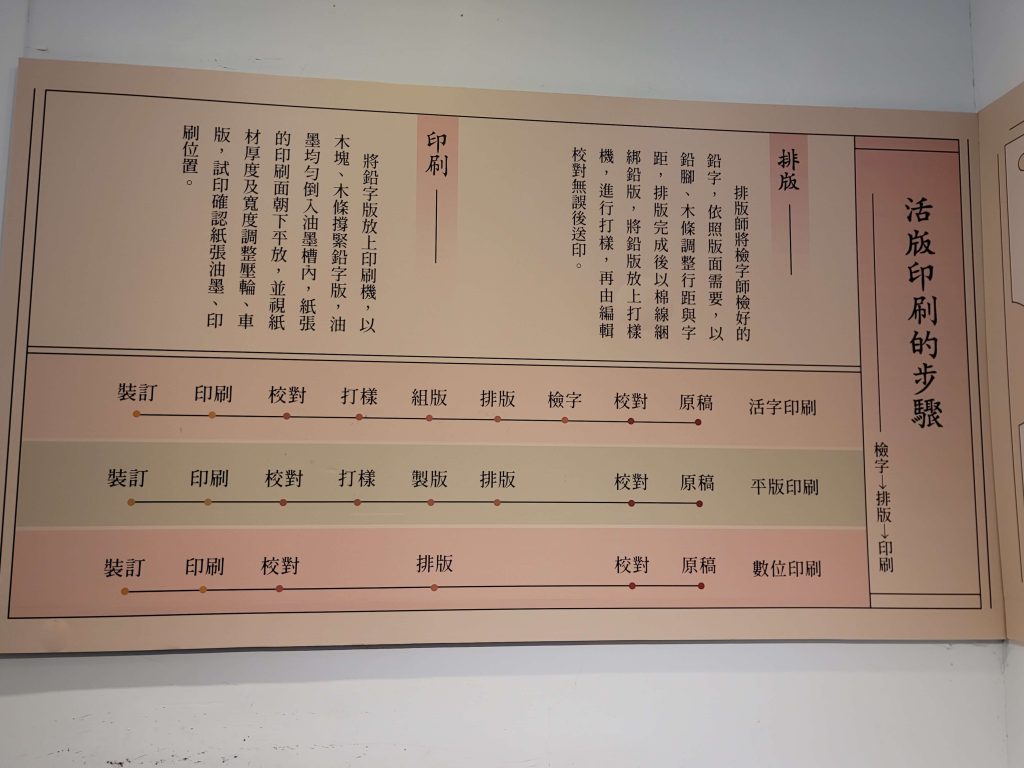 活版印刷的步驟
檢字→排版→印刷
排版
排版師將檢字師檢好的
鉛字，依照版面需要，以
鉛腳、木條調整行距與字
距，排版完成後以棉線綑
綁鉛版，將鉛版放上打樣
機，進行打樣，再由編輯
校對無誤後送印。
印刷
將鉛字版放上印刷機，以
木塊、木條撐緊鉛字版，油
墨均勻倒入油墨槽內，紙張
的印刷面朝下平放，並視紙
材厚度及寬度調整壓輪、車
版，試印確認紙張油墨、印
刷位置。
活字印刷 原稿 校對 檢字 排版 組版 打樣 校對 印刷 裝訂
平版印刷 原稿 校對 排版 製版 打樣 校對 印刷 裝訂
數位印刷 原稿 校對 排版 校對 印刷 裝訂